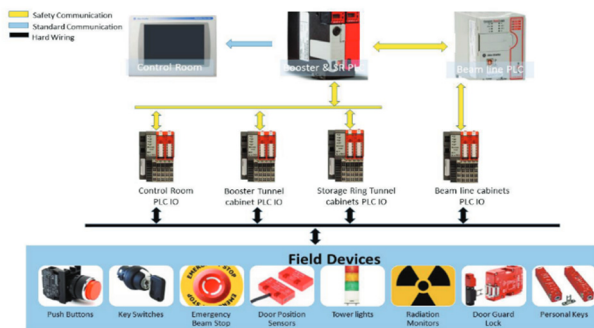 Safety Communication
Standard Communication
Hard Wiring
Control Room
Booster & SR PLC
Beam line PLC
Control Room
PLC IO
Booster Tunnel
cabinet PLC IO
Storage Ring Tunnel
cabinets PLC IO
Beam line cabinets
PLC IO
Field Devices
EMERGENCY STOP
Push Buttons
Key Switches
Emergency
Beam Stop
Door Position
Sensors
Tower lights
Radiation
Monitors
Door Guard
Lock
Personal Keys